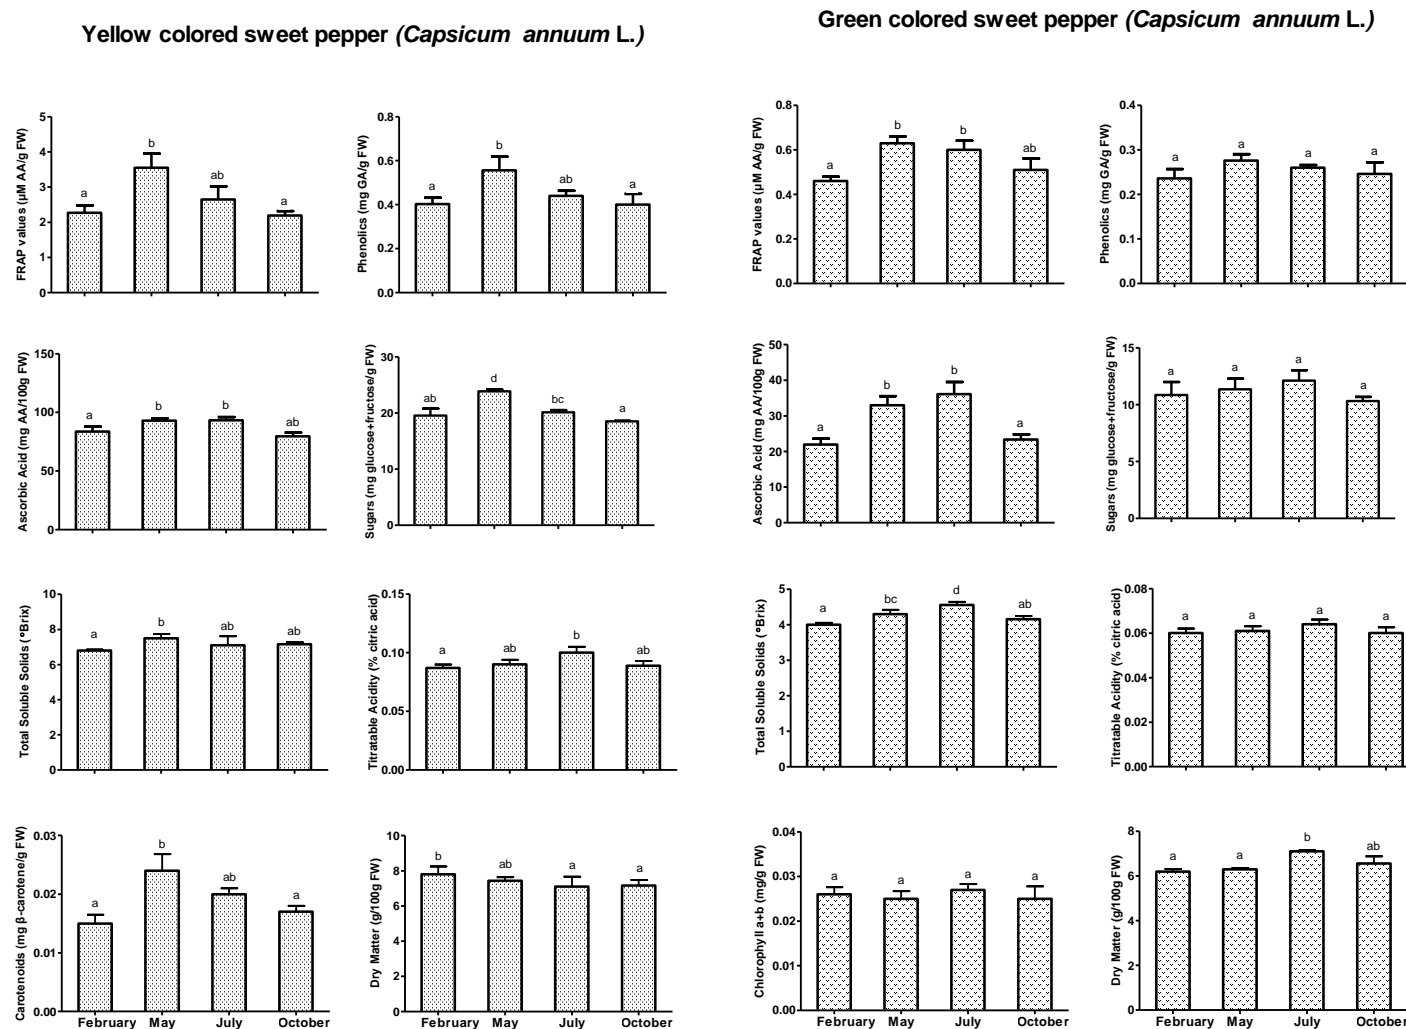 Yellow colored sweet pepper (Capsicum annuum L.)
Green colored sweet pepper (Capsicum annuum L.)
FRAP values (µM AA/g FW)
5
4
3
2
1
0
a
b
ab
a
Phenolics (mg GA/g FW)
0.8
0.6
0.4
0.2
0.0
a
b
ab
a
FRAP values (µM AA/g FW)
0.8
0.6
0.4
0.2
0.0
a
b
b
ab
Phenolics (mg GA/g FW)
0.4
0.3
0.2
0.1
0.0
a
a
a
a
Ascorbic Acid (mg AA/100g FW)
150
100
50
0
a
b
b
ab
Sugars (mg glucose+fructose/g FW)
30
20
10
0
ab
d
bc
a
Ascorbic Acid (mg AA/100g FW)
50
40
30
20
10
0
a
b
b
a
Sugars (mg glucose+fructose/g FW)
15
10
5
0
a
a
a
a
Total Soluble Solids (°Brix)
10
8
6
4
2
0
a
b
ab
ab
Titratable Acidity (% citric acid)
0.15
0.10
0.05
0.00
a
ab
b
ab
Total Soluble Solids (°Brix)
5
4
3
2
1
0
a
bc
d
ab
Titratable Acidity (% citric acid)
0.08
0.06
0.04
0.02
0.00
a
a
a
a
Carotenoids (mg β-carotene/g FW)
0.03
0.02
0.01
0.00
a
b
ab
a
February May July October
Dry Matter (g/100g FW)
10
8
6
4
2
0
b
ab
a
a
February May July October
Chlorophyll a+b (mg/g FW)
0.04
0.03
0.02
0.01
0.00
a
a
a
a
February May July October
Dry Matter (g/100g FW)
8
6
4
2
0
a
a
b
ab
February May July October